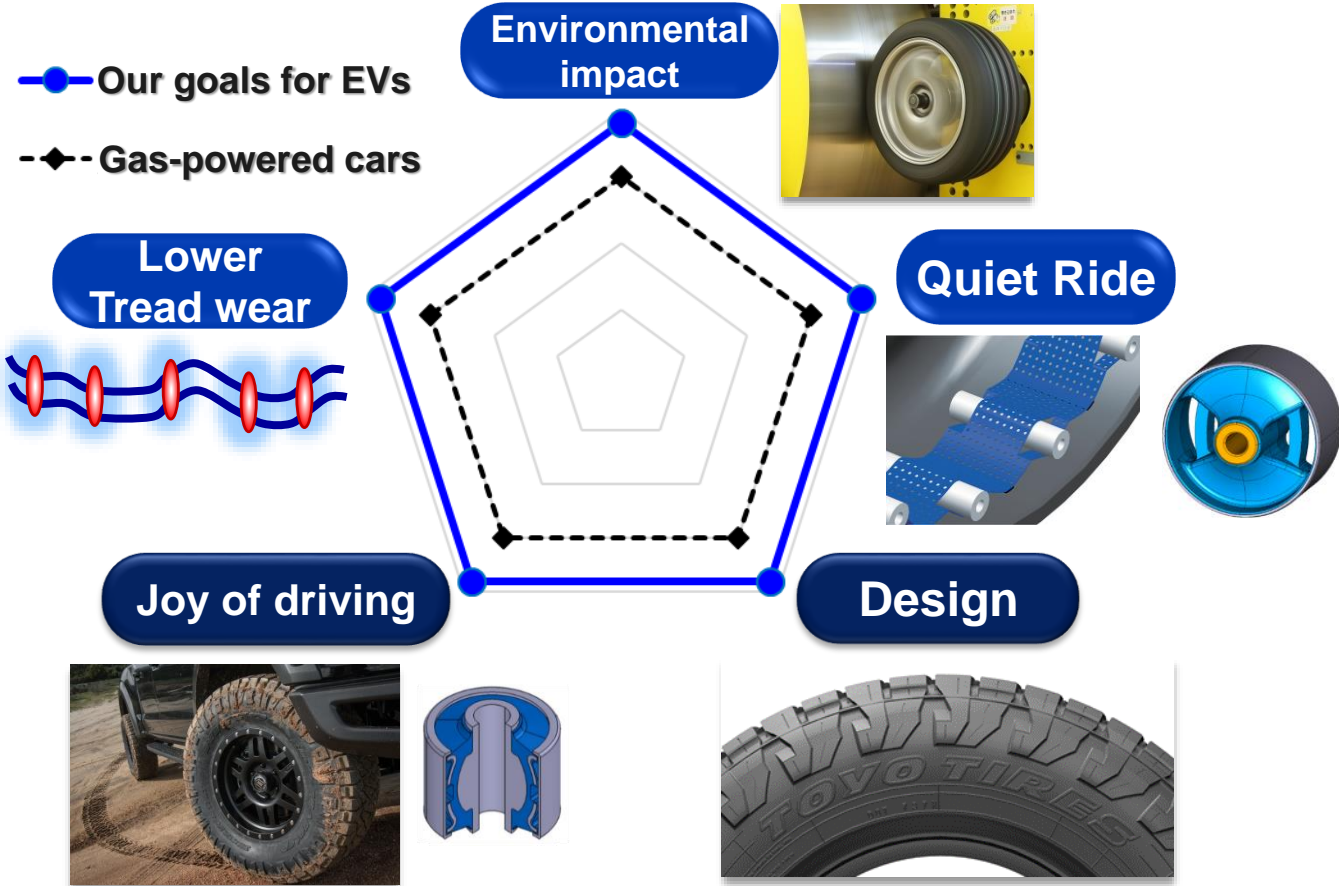 Environmental
impact
Our goals for EVs
Gas-powered cars
Lower
Tread wear
Quiet Ride
Joy of driving
Design
TOYO TIRES